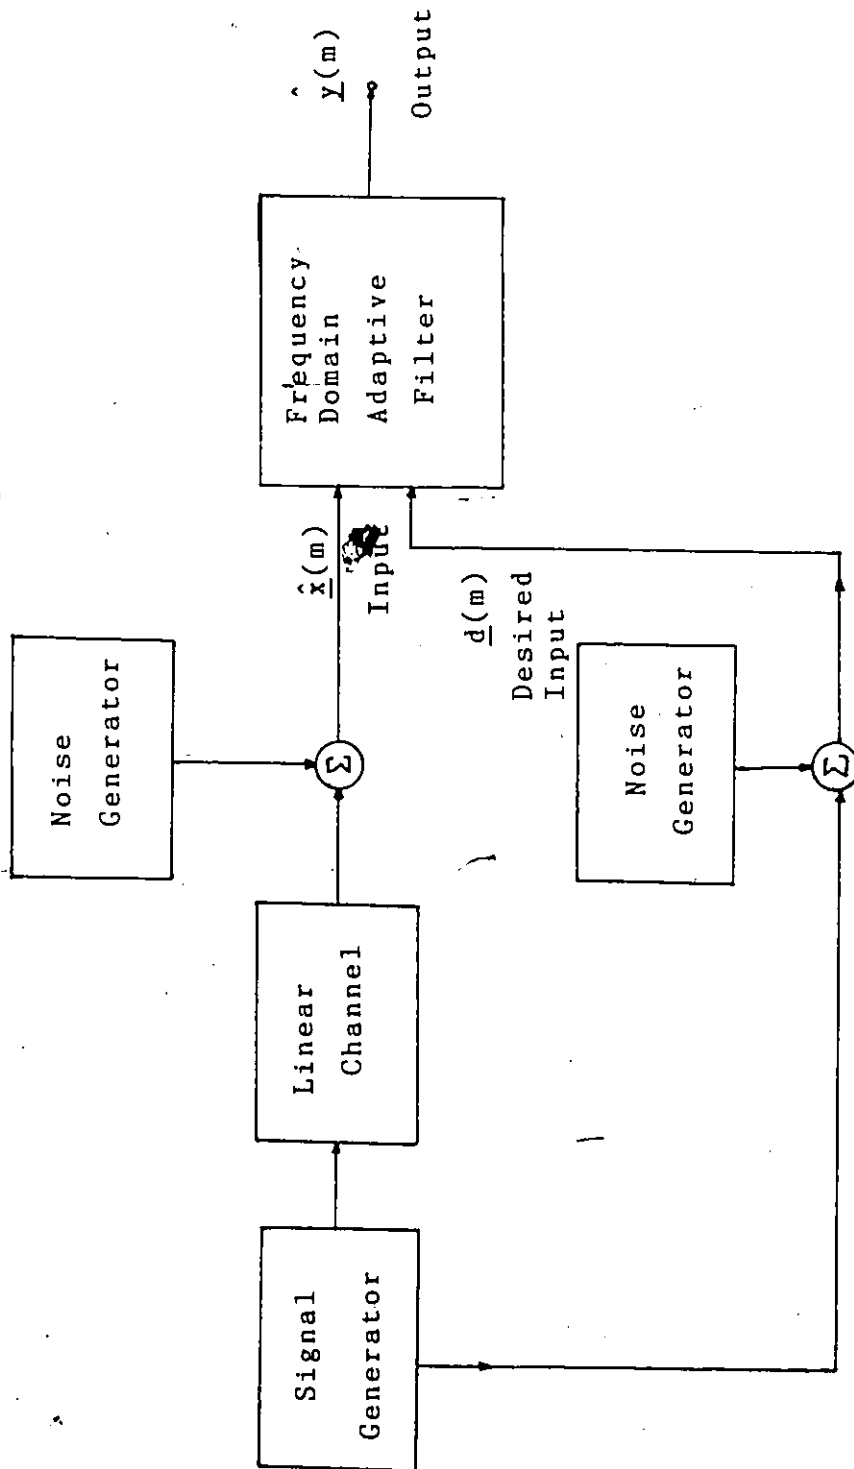 Signal
Generator
Linear
Channel
Noise
Generator
Σ
x̂(m)
Input
Frequency
Domain
Adaptive
Filter
ŷ(m)
Output
Noise
Generator
Σ
d(m)
Desired
Input